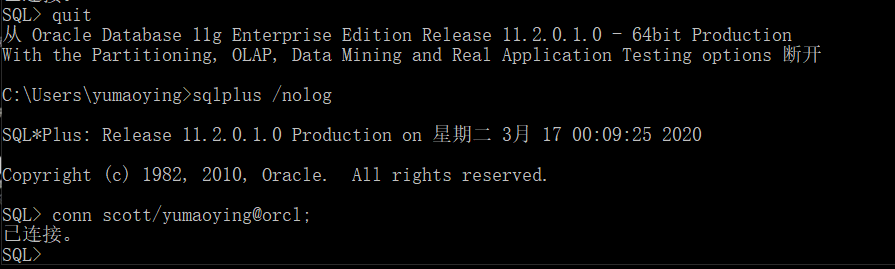 SQL> quit
从 Oracle Database 11g Enterprise Edition Release 11.2.0.1.0 - 64bit Production
With the Partitioning, OLAP, Data Mining and Real Application Testing options 断开
C:\Users\yumaoying>sqlplus /nolog
SQL*Plus: Release 11.2.0.1.0 Production on 星期二 3月 17 00:09:25 2020
Copyright (c) 1982, 2010, Oracle.  All rights reserved.
SQL> conn scott/yumaoying@orcl;
已连接。
SQL>